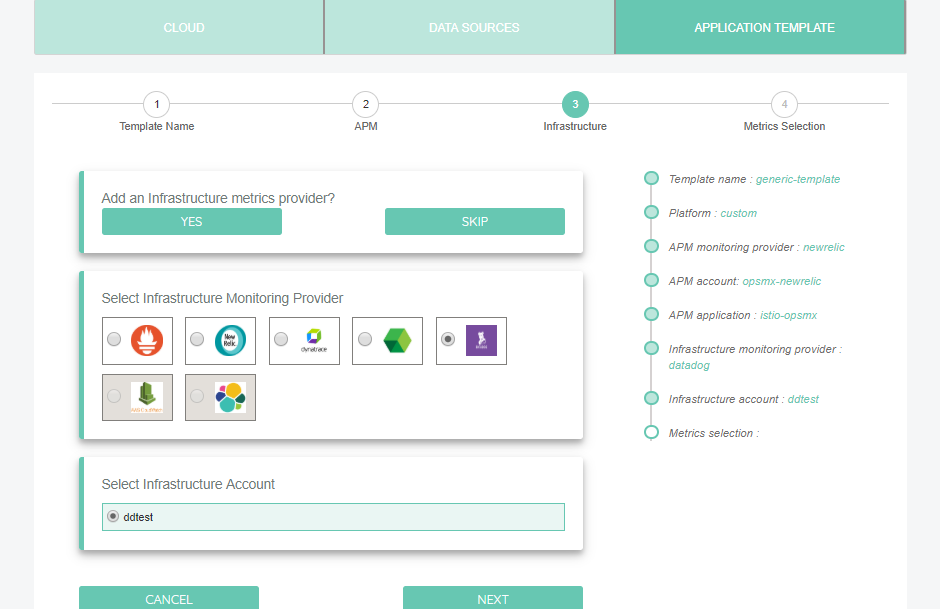 CLOUD
DATA SOURCES
APPLICATION TEMPLATE
1
2
3
4
Template Name
APM
Infrastructure
Metrics Selection
Add an Infrastructure metrics provider?
YES
SKIP
Select Infrastructure Monitoring Provider
New
Relic
dynatrace
Select Infrastructure Account
ddtest
CANCEL
NEXT
Template name : generic-template
Platform : custom
APM monitoring provider : newrelic
APM account: opsmx-newrelic
APM application : istio-opsmx
Infrastructure monitoring provider :
datadog
Infrastructure account : ddtest
Metrics selection :